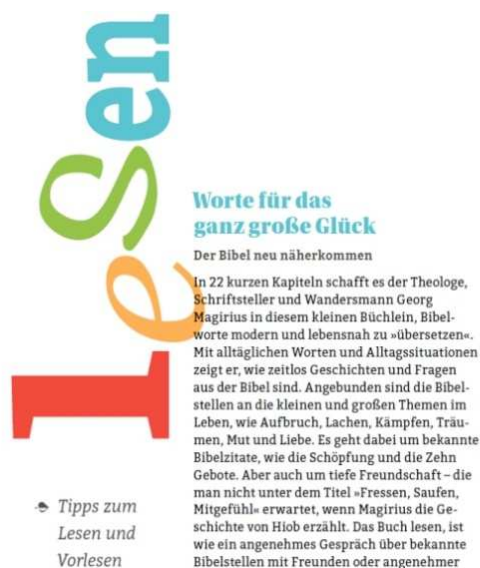 lesen
Worte für das
ganz große Glück
Der Bibel neu näherkommen
In 22 kurzen Kapiteln schafft es der Theologe,
Schriftsteller und Wandersmann Georg
Magirius in diesem kleinen Büchlein, Bibel-
worte modern und lebensnah zu »übersetzen«.
Mit alltäglichen Worten und Alltagssituationen
zeigt er, wie zeitlos Geschichten und Fragen
aus der Bibel sind. Angebunden sind die Bibel-
stellen an die kleinen und großen Themen im
Leben, wie Aufbruch, Lachen, Kämpfen, Träu-
men, Mut und Liebe. Es geht dabei um bekannte
Bibelzitate, wie die Schöpfung und die Zehn
Gebote. Aber auch um tiefe Freundschaft – die
man nicht unter dem Titel »Fressen, Saufen,
Mitgefühl« erwartet, wenn Magirius die Ge-
schichte von Hiob erzählt. Das Buch lesen, ist
wie ein angenehmes Gespräch über bekannte
Bibelstellen mit Freunden oder angenehmer
Tipps zum
Lesen und
Vorlesen